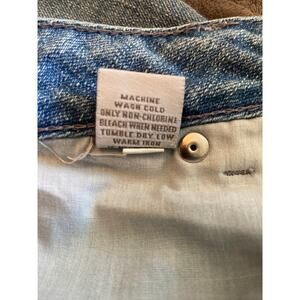 MACHINE
WASH COLD
ONLY NON-CHLORINE
BLEACH WHEN NEEDED
TUMBLE DRY, LOW
WARM IRON